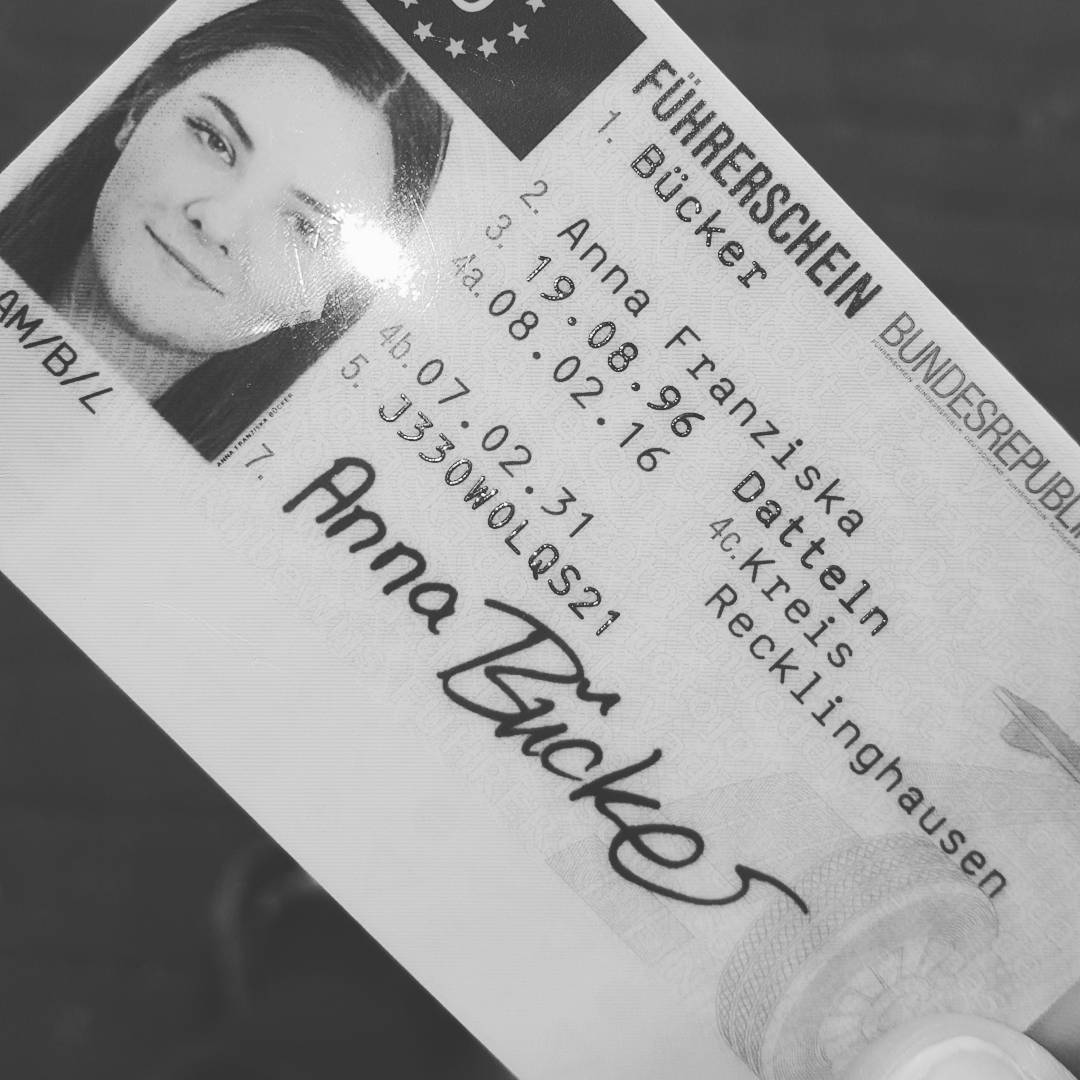 FÜHRERSCHEIN BUNDESREPUBLI
1. Bücker
2. Anna Franziska
3. 19.08.96 Datteln
4a. 08.02.16 4c. Kreis
Recklinghausen
4b. 07.02.31
5. J330W0LQS21
7. Anna Bücker
ANNA FRANZISKA BÜCKER
AM/B/L